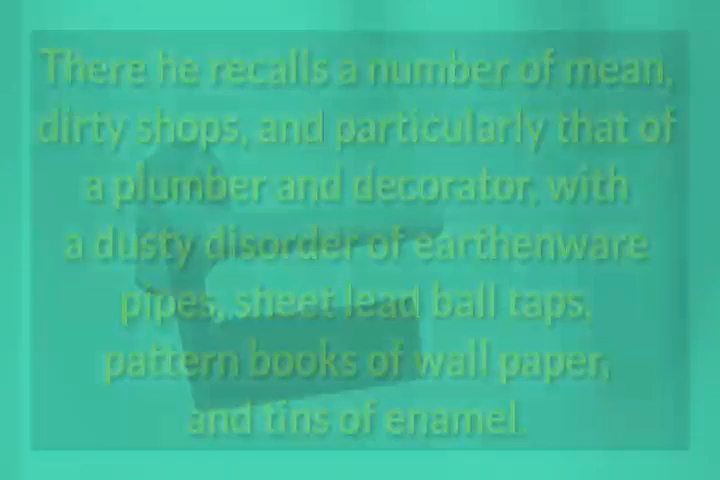 There he recalls a number of mean,
dirty shops, and particularly that of
a plumber and decorator, with
a dusty disorder of earthenware
pipes, sheet lead ball taps,
pattern books of wall paper,
and tins of enamel.